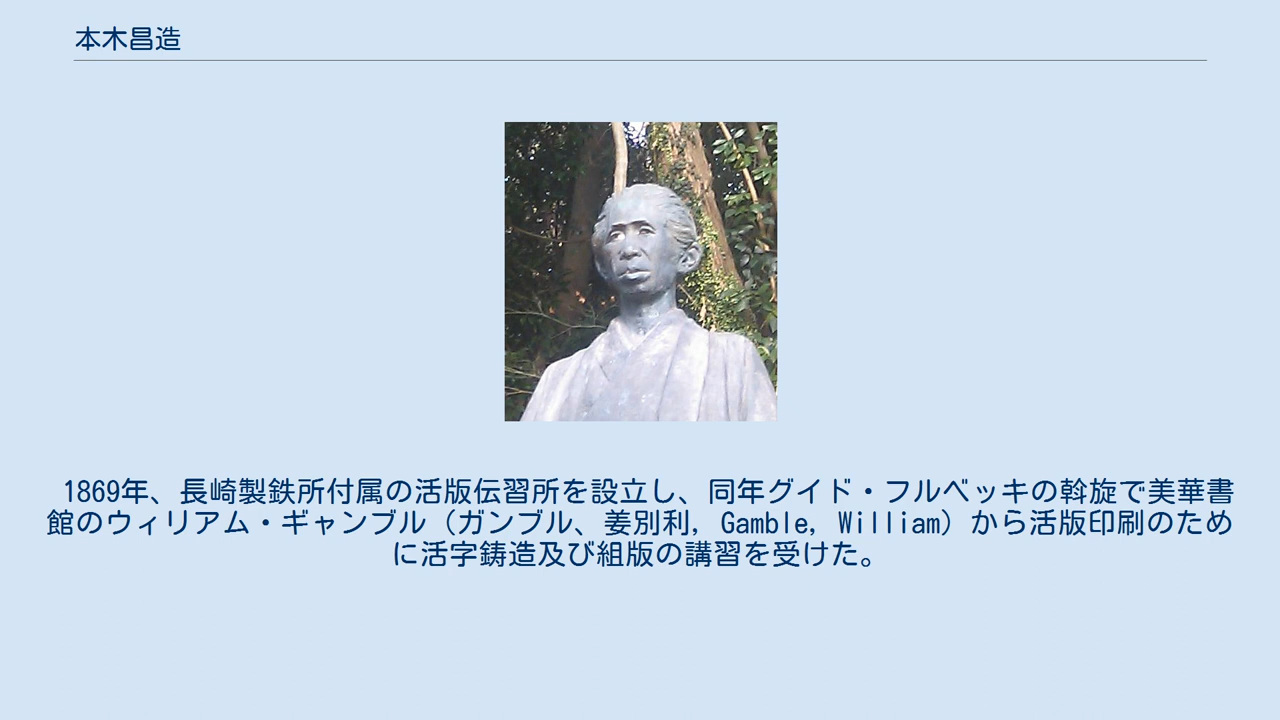 本木昌造
1869年、長崎製鉄所付属の活版伝習所を設立し、同年グイド・フルベッキの斡旋で美華書
館のウィリアム・ギャンブル（ガンブル、姜別利, Gamble, William）から活版印刷のため
に活字鋳造及び組版の講習を受けた。